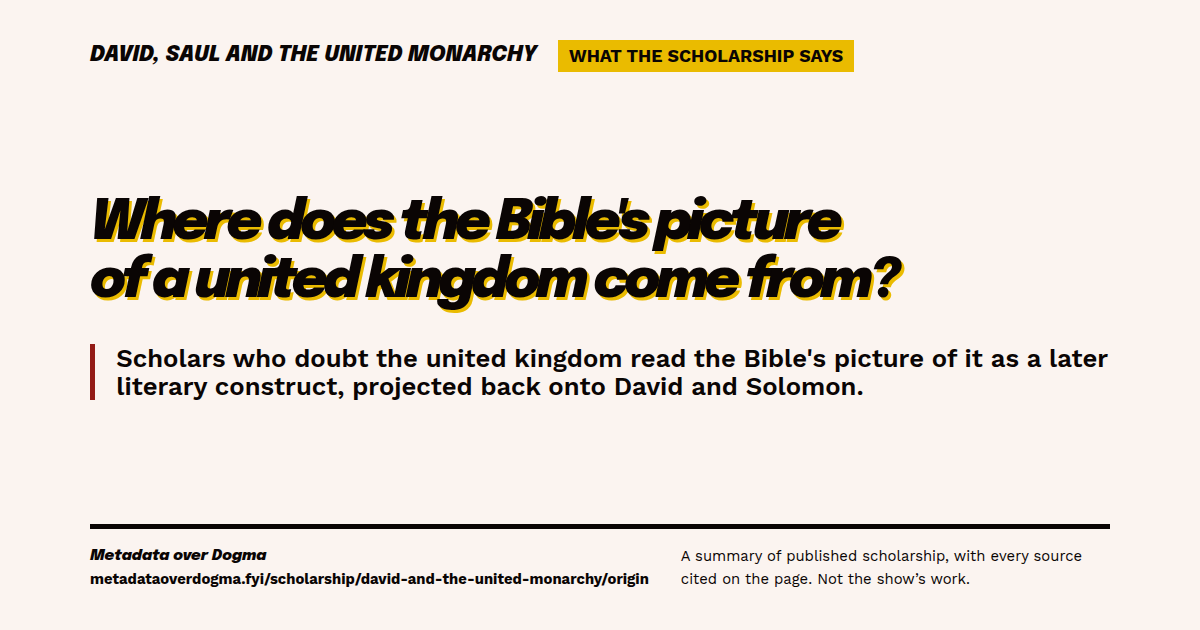 DAVID, SAUL AND THE UNITED MONARCHY
WHAT THE SCHOLARSHIP SAYS
Where does the Bible's picture
of a united kingdom come from?
Scholars who doubt the united kingdom read the Bible's picture of it as a later
literary construct, projected back onto David and Solomon.
Metadata over Dogma
metadataoverdogma.fyi/scholarship/david-and-the-united-monarchy/origin
A summary of published scholarship, with every source
cited on the page. Not the show’s work.